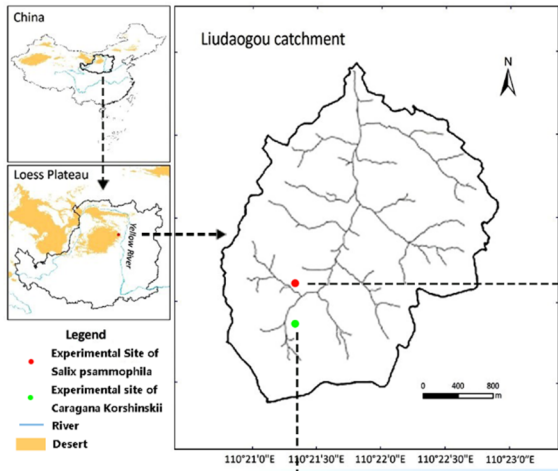 China
Loess Plateau
Yellow River
Legend
Experimental Site of
Salix psammophila
Experimental site of
Caragana Korshinskii
River
Desert
Liudaogou catchment
N
0 400 800
m
110°21'0"E 110°21'30"E 110°22'0"E 110°22'30"E 110°23'0"E